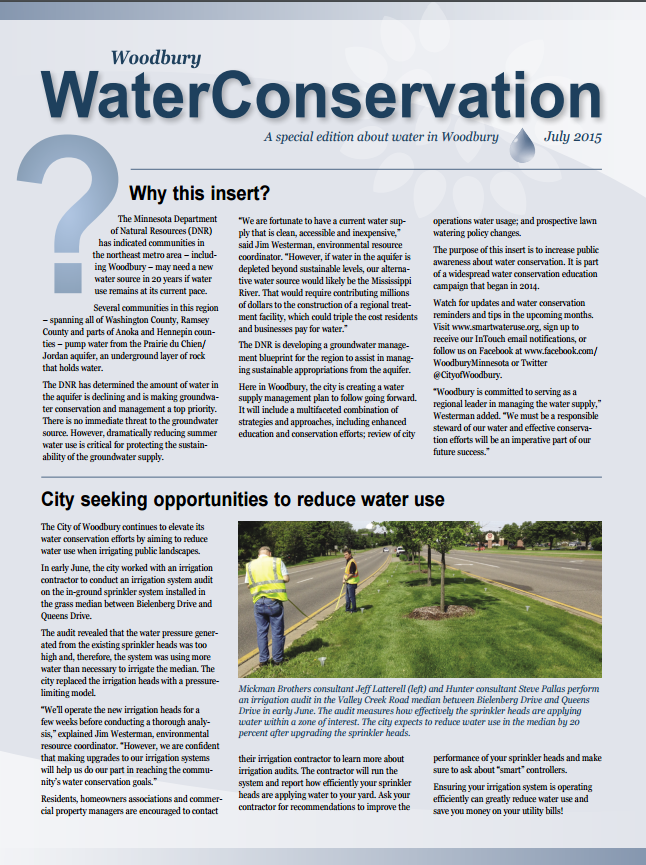 Woodbury
WaterConservation
A special edition about water in Woodbury July 2015
?
Why this insert?
The Minnesota Department
of Natural Resources (DNR)
has indicated communities in
the northeast metro area – includ-
ing Woodbury – may need a new
water source in 20 years if water
use remains at its current pace.
Several communities in this region
– spanning all of Washington County, Ramsey
County and parts of Anoka and Hennepin coun-
ties – pump water from the Prairie du Chien/
Jordan aquifer, an underground layer of rock
that holds water.
The DNR has determined the amount of water in
the aquifer is declining and is making groundwa-
ter conservation and management a top priority.
There is no immediate threat to the groundwater
source. However, dramatically reducing summer
water use is critical for protecting the sustain-
ability of the groundwater supply.
“We are fortunate to have a current water sup-
ply that is clean, accessible and inexpensive,”
said Jim Westerman, environmental resource
coordinator. “However, if water in the aquifer is
depleted beyond sustainable levels, our alterna-
tive water source would likely be the Mississippi
River. That would require contributing millions
of dollars to the construction of a regional treat-
ment facility, which could triple the cost residents
and businesses pay for water.”
The DNR is developing a groundwater manage-
ment blueprint for the region to assist in manag-
ing sustainable appropriations from the aquifer.
Here in Woodbury, the city is creating a water
supply management plan to follow going forward.
It will include a multifaceted combination of
strategies and approaches, including enhanced
education and conservation efforts; review of city
operations water usage; and prospective lawn
watering policy changes.
The purpose of this insert is to increase public
awareness about water conservation. It is part
of a widespread water conservation education
campaign that began in 2014.
Watch for updates and water conservation
reminders and tips in the upcoming months.
Visit www.smartwateruse.org, sign up to
receive our InTouch email notifications, or
follow us on Facebook at www.facebook.com/
WoodburyMinnesota or Twitter
@CityofWoodbury.
“Woodbury is committed to serving as a
regional leader in managing the water supply,”
Westerman added. “We must be a responsible
steward of our water and effective conserva-
tion efforts will be an imperative part of our
future success.”
City seeking opportunities to reduce water use
The City of Woodbury continues to elevate its
water conservation efforts by aiming to reduce
water use when irrigating public landscapes.
In early June, the city worked with an irrigation
contractor to conduct an irrigation system audit
on the in-ground sprinkler system installed in
the grass median between Bielenberg Drive and
Queens Drive.
The audit revealed that the water pressure gener-
ated from the existing sprinkler heads was too
high and, therefore, the system was using more
water than necessary to irrigate the median. The
city replaced the irrigation heads with a pressure-
limiting model.
“We’ll operate the new irrigation heads for a
few weeks before conducting a thorough analy-
sis,” explained Jim Westerman, environmental
resource coordinator. “However, we are confident
that making upgrades to our irrigation systems
will help us do our part in reaching the commu-
nity’s water conservation goals.”
Residents, homeowners associations and commer-
cial property managers are encouraged to contact
Mickman Brothers consultant Jeff Latterell (left) and Hunter consultant Steve Pallas perform
an irrigation audit in the Valley Creek Road median between Bielenberg Drive and Queens
Drive in early June. The audit measures how effectively the sprinkler heads are applying
water within a zone of interest. The city expects to reduce water use in the median by 20
percent after upgrading the sprinkler heads.
their irrigation contractor to learn more about
irrigation audits. The contractor will run the
system and report how efficiently your sprinkler
heads are applying water to your yard. Ask your
contractor for recommendations to improve the
performance of your sprinkler heads and make
sure to ask about “smart” controllers.
Ensuring your irrigation system is operating
efficiently can greatly reduce water use and
save you money on your utility bills!